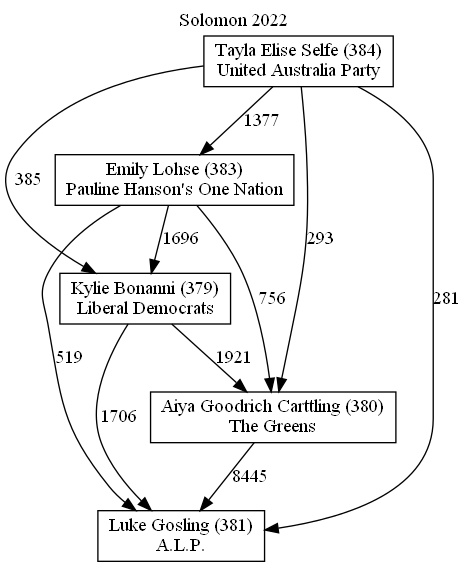 Solomon 2022
Tayla Elise Selfe (384)
United Australia Party
1377
Emily Lohse (383)
Pauline Hanson's One Nation
385
1696
293
Kylie Bonanni (379)
Liberal Democrats
756
281
519
1706
1921
Aiya Goodrich Carttling (380)
The Greens
8445
Luke Gosling (381)
A.L.P.